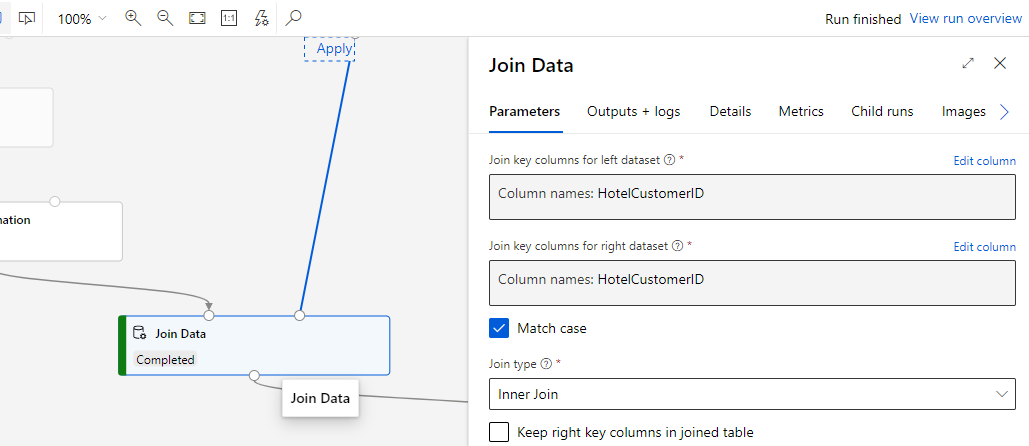 100%
1:1
Run finished View run overview
Apply
nation
Join Data
Completed
Join Data
Join Data
Parameters Outputs + logs Details Metrics Child runs Images
Join key columns for left dataset ? * Edit column
Column names: HotelCustomerID
Join key columns for right dataset ? * Edit column
Column names: HotelCustomerID
Match case
Join type ? *
Inner Join
Keep right key columns in joined table